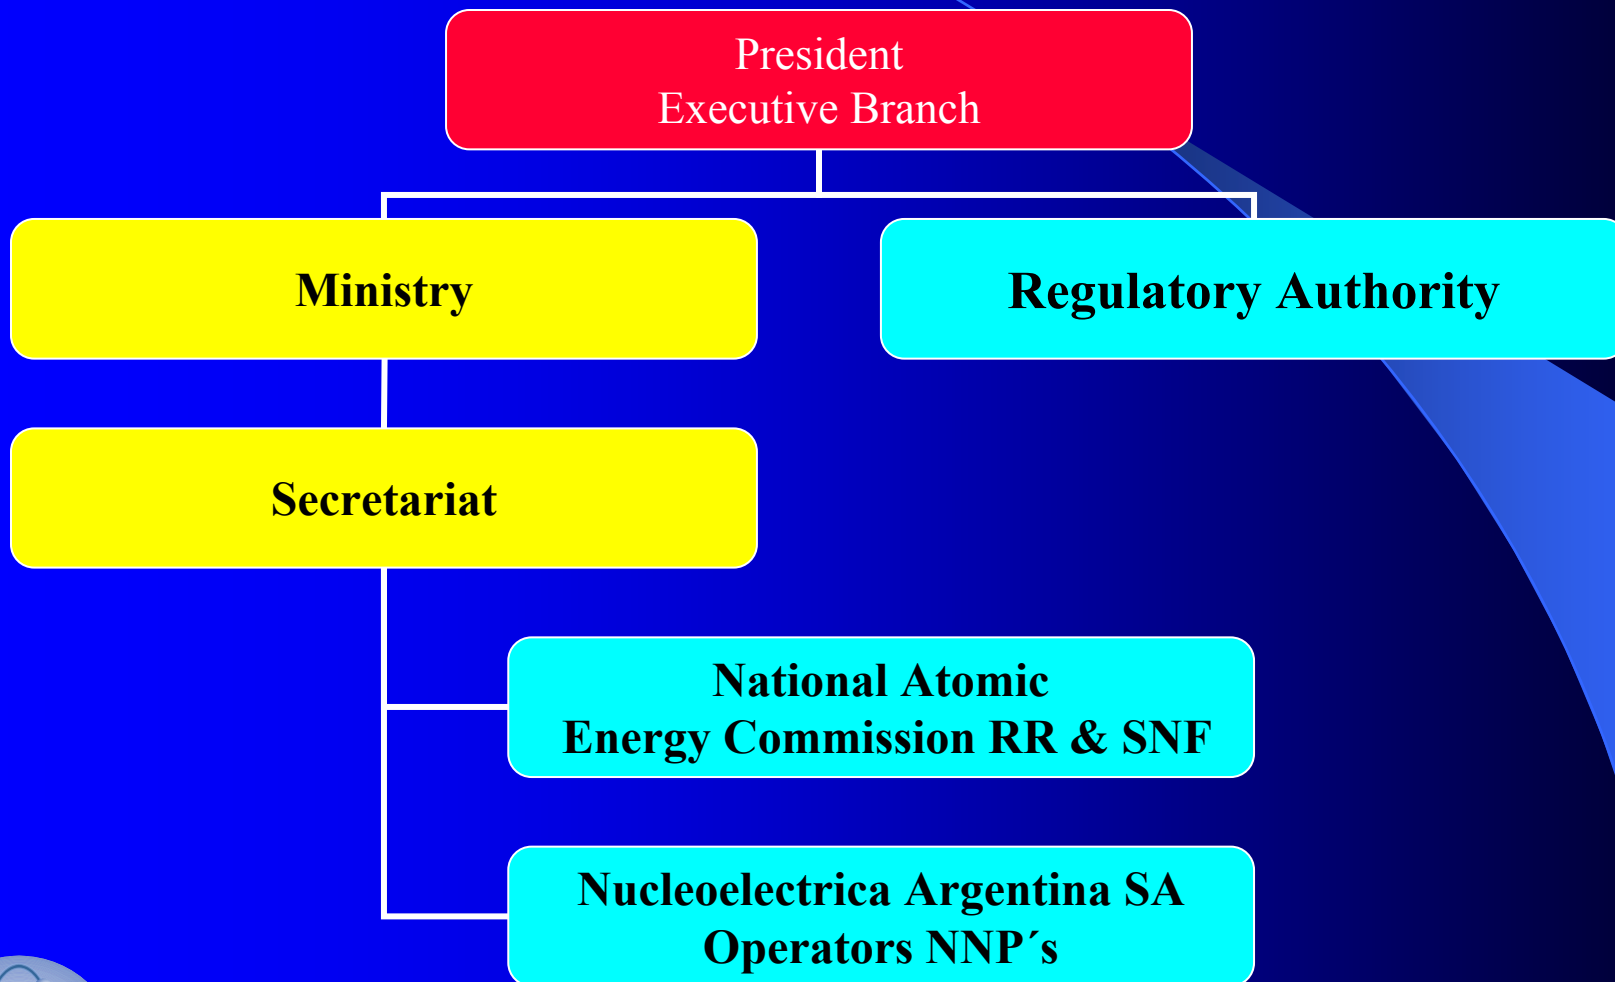 President
Executive Branch
Ministry
Regulatory Authority
Secretariat
National Atomic
Energy Commission RR & SNF
Nucleoelectrica Argentina SA
Operators NNP´s